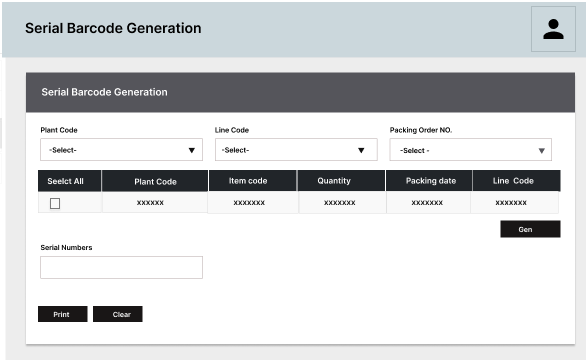 Serial Barcode Generation
Serial Barcode Generation
Plant Code Line Code Packing Order NO.
-Select- -Select- -Select -
Seelct All Plant Code Item code Quantity Packing date Line Code
xxxxxx xxxxxxx xxxxxxx xxxxxxx xxxxxxx
Gen
Serial Numbers
Print Clear